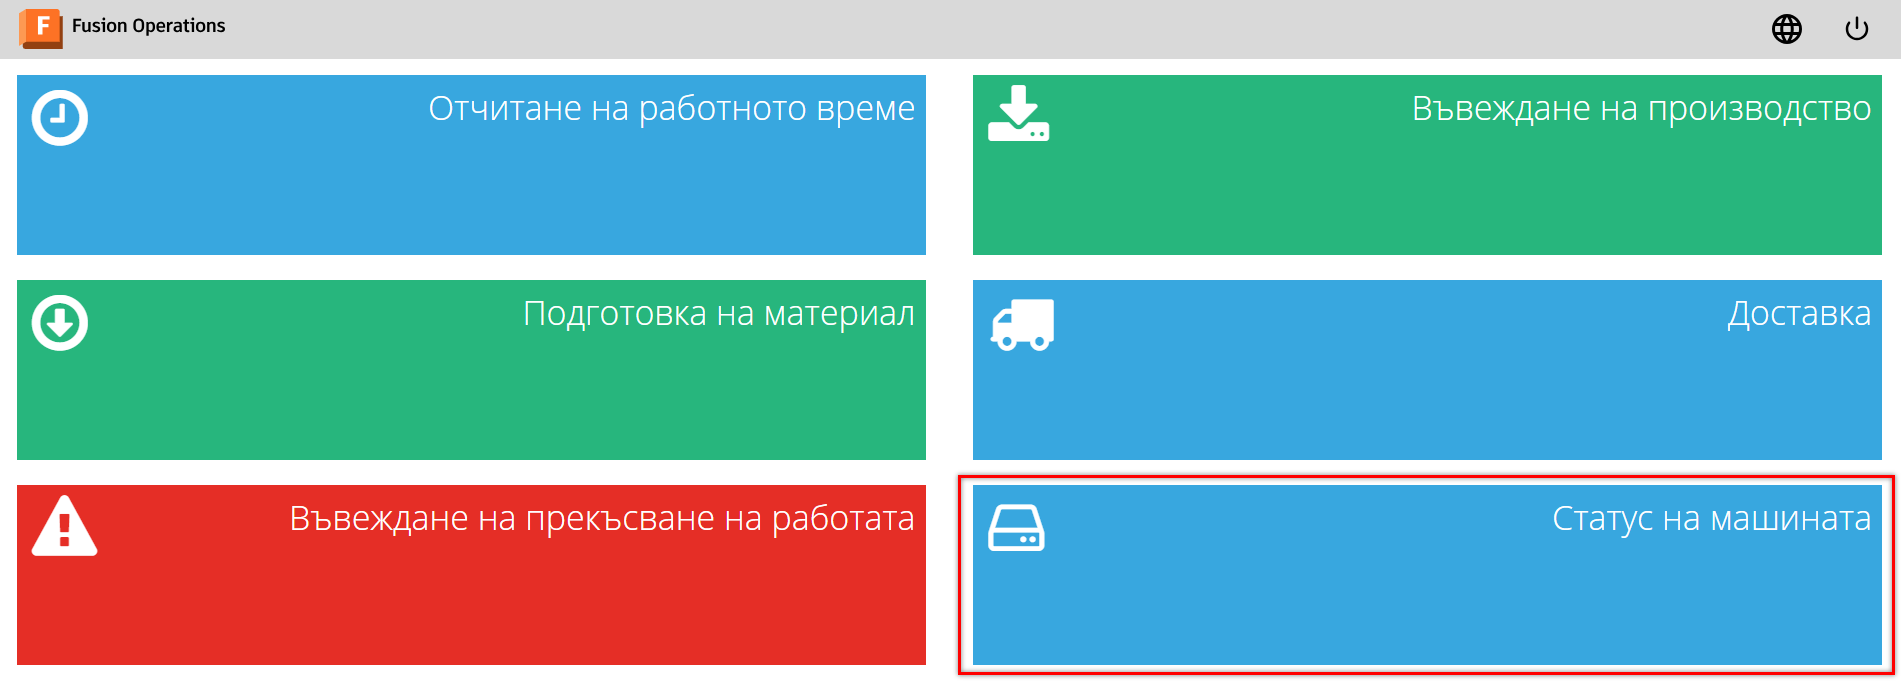 F Fusion Operations
Отчитане на работното време
Въвеждане на производство
Подготовка на материал
Доставка
Въвеждане на прекъсване на работата
Статус на машината